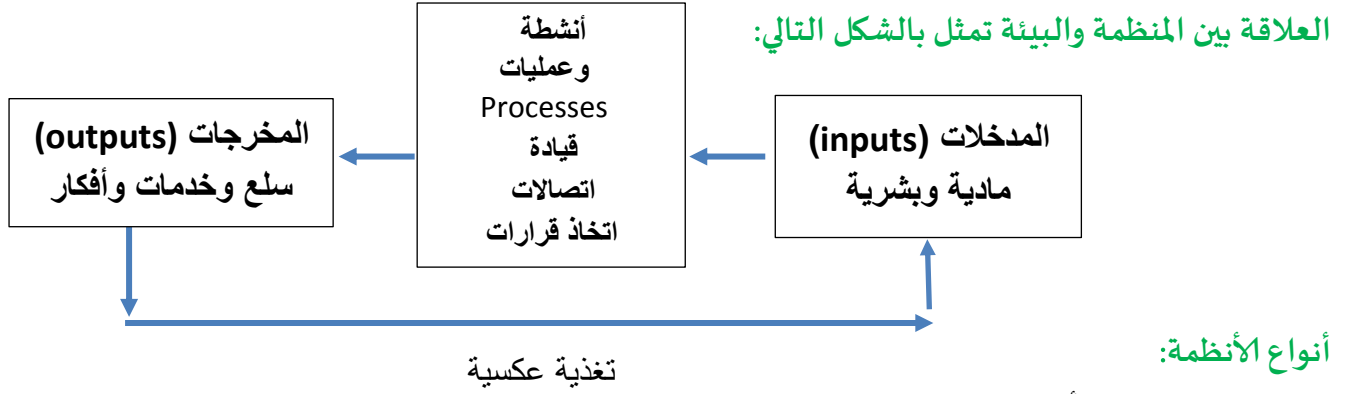 العلاقة بين المنظمة والبيئة تمثل بالشكل التالي:
المدخلات (inputs)
مادية وبشرية
أنشطة
وعمليات
Processes
قيادة
اتصالات
اتخاذ قرارات
المخرجات (outputs)
سلع وخدمات وأفكار
تغذية عكسية
أنواع الأنظمة: